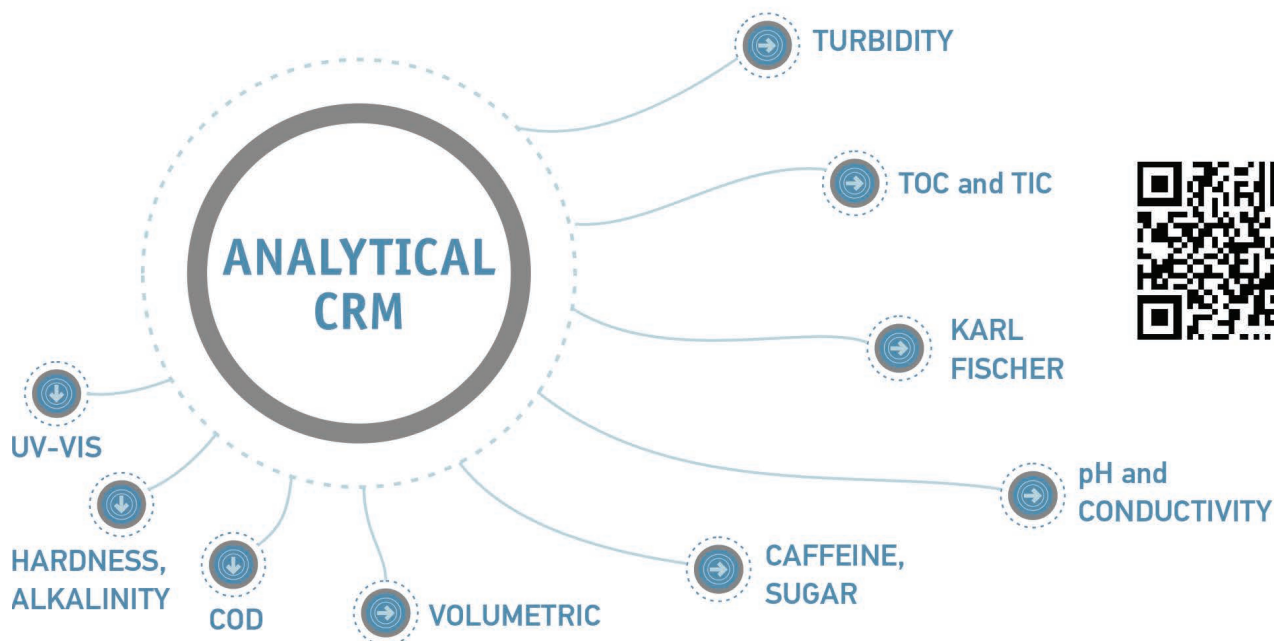 ANALYTICAL
CRM
TURBIDITY
TOC and TIC
KARL
FISCHER
pH and
CONDUCTIVITY
CAFFEINE,
SUGAR
VOLUMETRIC
COD
HARDNESS,
ALKALINITY
UV-VIS